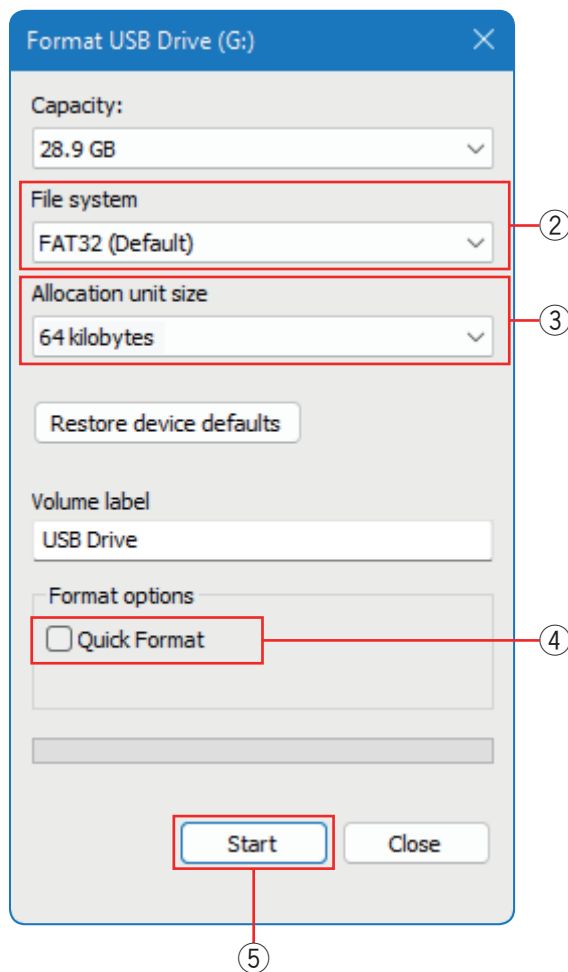 Format USB Drive (G:)
Capacity:
28.9 GB
File system
FAT32 (Default)
②
Allocation unit size
64 kilobytes
③
Restore device defaults
Volume label
USB Drive
Format options
Quick Format
④
Start
Close
⑤